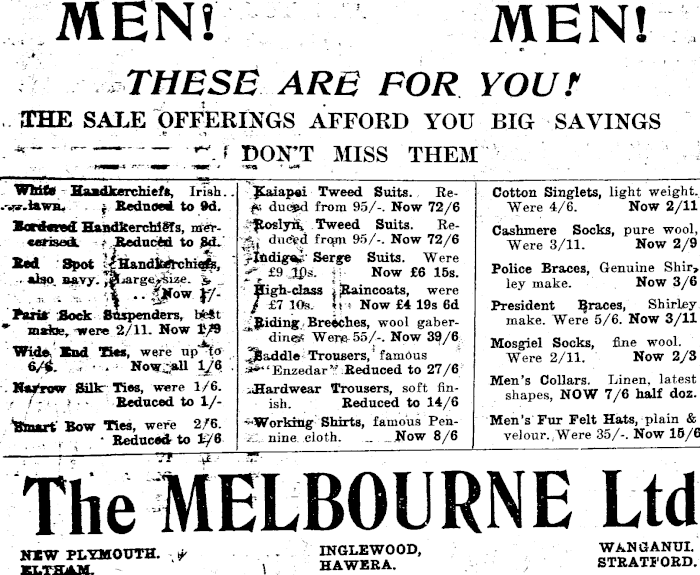 MEN! MEN!
THESE ARE FOR YOU!
THE SALE OFFERINGS AFFORD YOU BIG SAVINGS
DON'T MISS THEM
White Handkerchiefs, Irish
lawn. Reduced to 9d.
Bordered Handkerchiefs, mer-
cerised. Reduced to 8d.
Red Spot Handkerchiefs,
also navy. Large size.
Now 1/-
Paris Sock Suspenders, best
make, were 2/11. Now 1/9
Wide End Ties, were up to
6/6. Now all 1/6
Narrow Silk Ties, were 1/6.
Reduced to 1/-
Smart Bow Ties, were 2/6.
Reduced to 1/6
Kaiapoi Tweed Suits. Re-
duced from 95/-. Now 72/6
Roslyn Tweed Suits. Re-
duced from 95/-. Now 72/6
Indigo Serge Suits. Were
£9 10s. Now £6 15s.
High-class Raincoats, were
£7 10s. Now £4 19s 6d
Riding Breeches, wool gaber-
dine. Were 55/-. Now 39/6
Saddle Trousers, famous
"Enzedar" Reduced to 27/6
Hardwear Trousers, soft fin-
ish. Reduced to 14/6
Working Shirts, famous Pen-
nine cloth. Now 8/6
Cotton Singlets, light weight.
Were 4/6. Now 2/11
Cashmere Socks, pure wool,
Were 3/11. Now 2/9
Police Braces, Genuine Shir-
ley make. Now 3/6
President Braces, Shirley
make. Were 5/6. Now 3/11
Mosgiel Socks, fine wool.
Were 2/11. Now 2/3
Men's Collars. Linen, latest
shapes, NOW 7/6 half doz.
Men's Fur Felt Hats, plain &
velour. Were 35/-. Now 15/6
The MELBOURNE Ltd
NEW PLYMOUTH. INGLEWOOD, WANGANUI.
ELTHAM. HAWERA. STRATFORD.